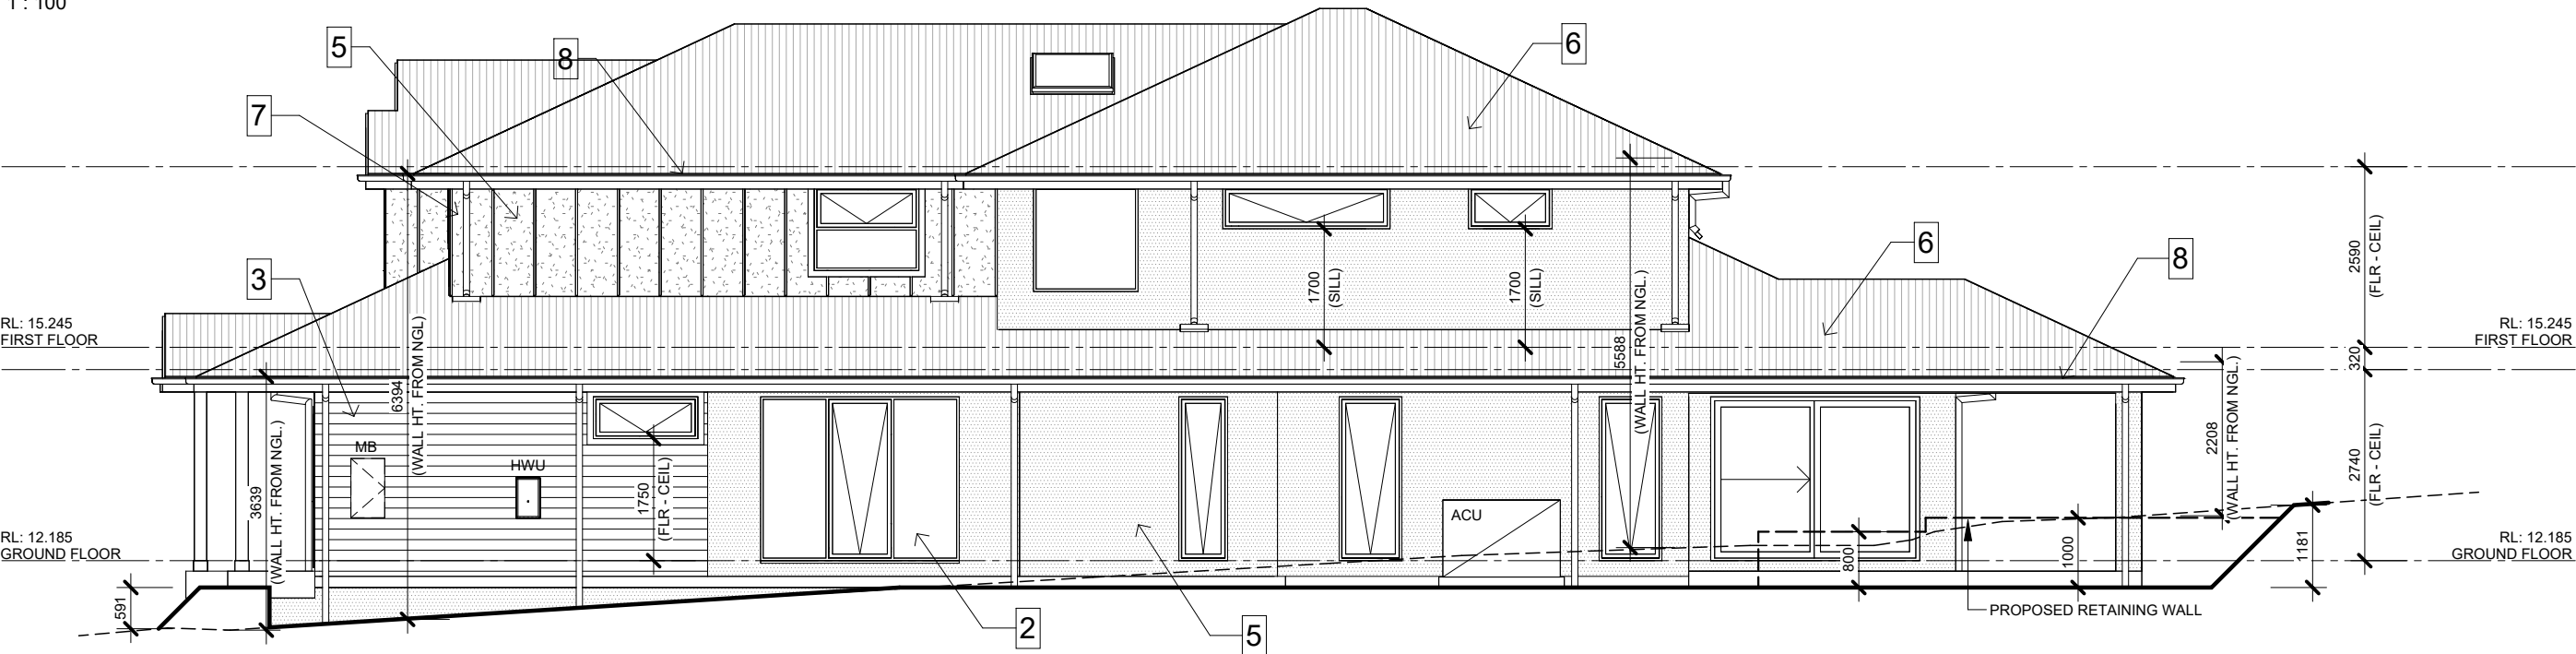 1 : 100
5
8
6
7
3
6
8
2590
(FLR - CEIL)
1700
(SILL)
1700
(SILL)
RL: 15.245
FIRST FLOOR
RL: 15.245
FIRST FLOOR
320
5588
(WALL HT. FROM NGL.)
6394
(WALL HT. FROM NGL)
2208
(WALL HT. FROM NGL.)
2740
(FLR - CEIL)
MB
HWU
3639
(WALL HT. FROM NGL.)
1750
(FLR - CEIL)
ACU
RL: 12.185
GROUND FLOOR
RL: 12.185
GROUND FLOOR
591
800
1000
1181
PROPOSED RETAINING WALL
2
5